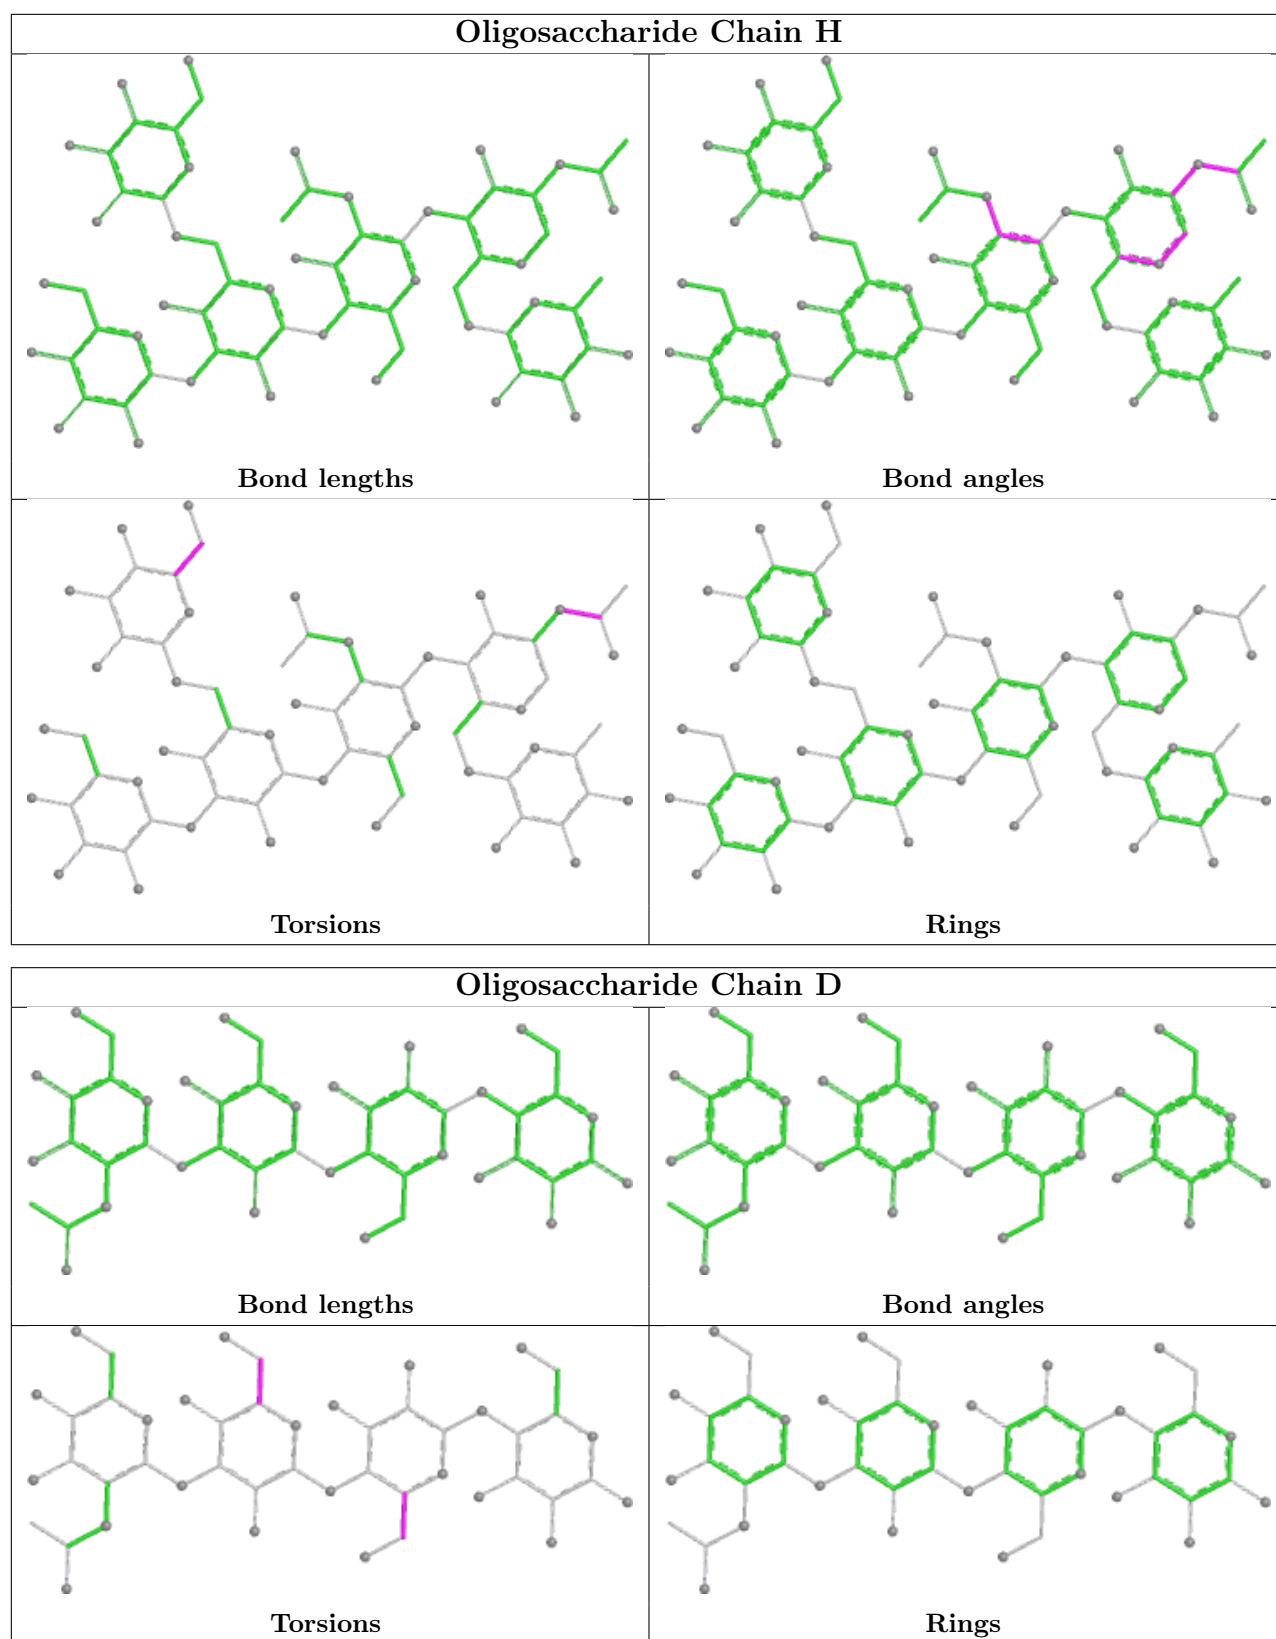 Oligosaccharide Chain H
Bond lengths
Bond angles
Torsions
Rings
Oligosaccharide Chain D
Bond lengths
Bond angles
Torsions
Rings